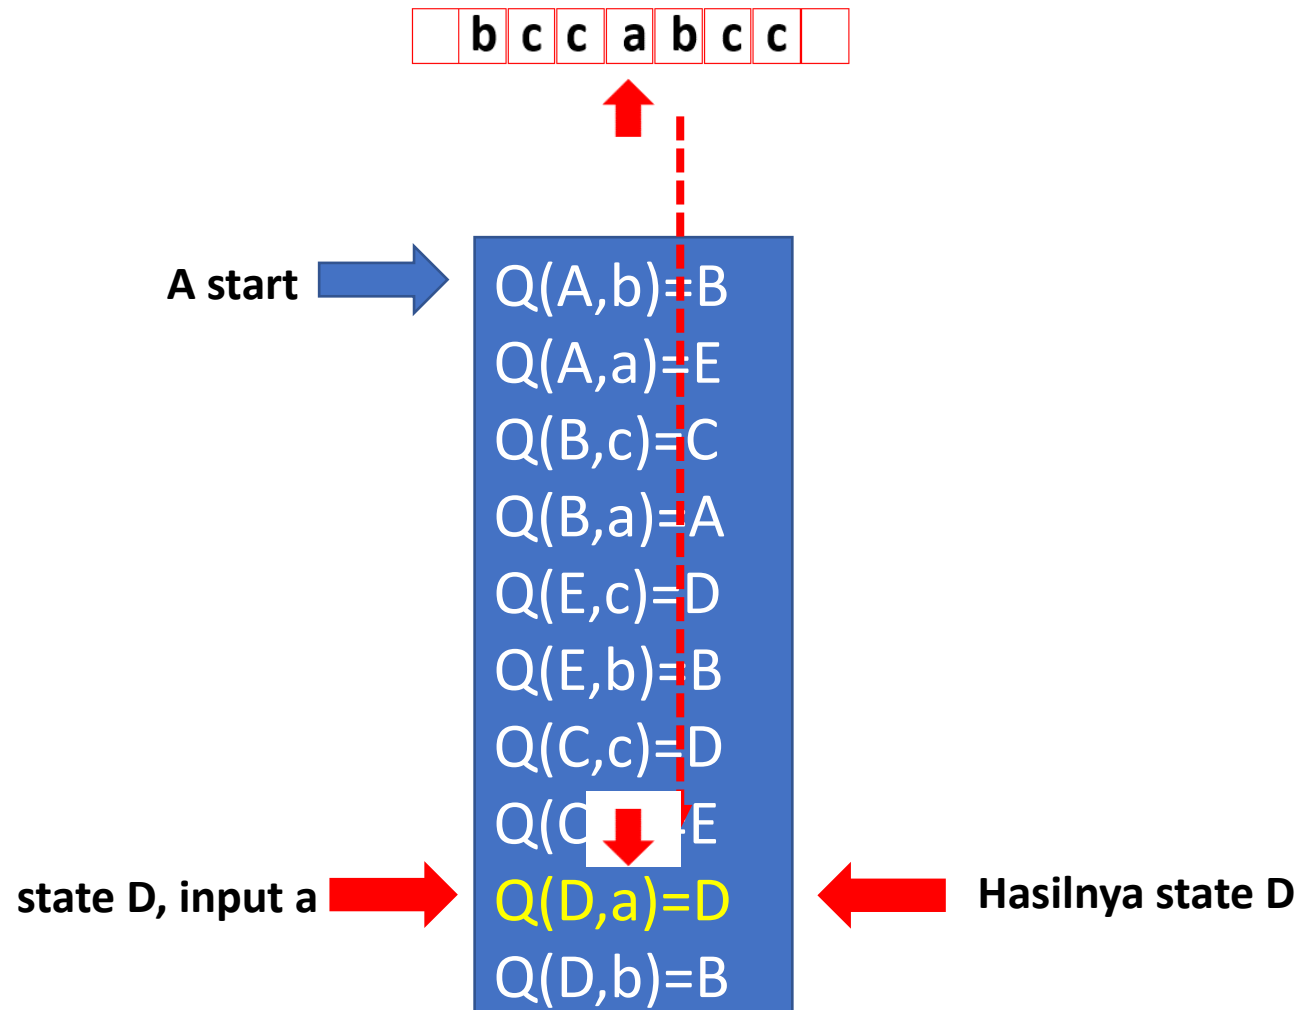 b c c a b c c
A start
Q(A,b)=B
Q(A,a)=E
Q(B,c)=C
Q(B,a)=A
Q(E,c)=D
Q(E,b)=B
Q(C,c)=D
Q(C E
state D, input a
Q(D,a)=D
Hasilnya state D
Q(D,b)=B